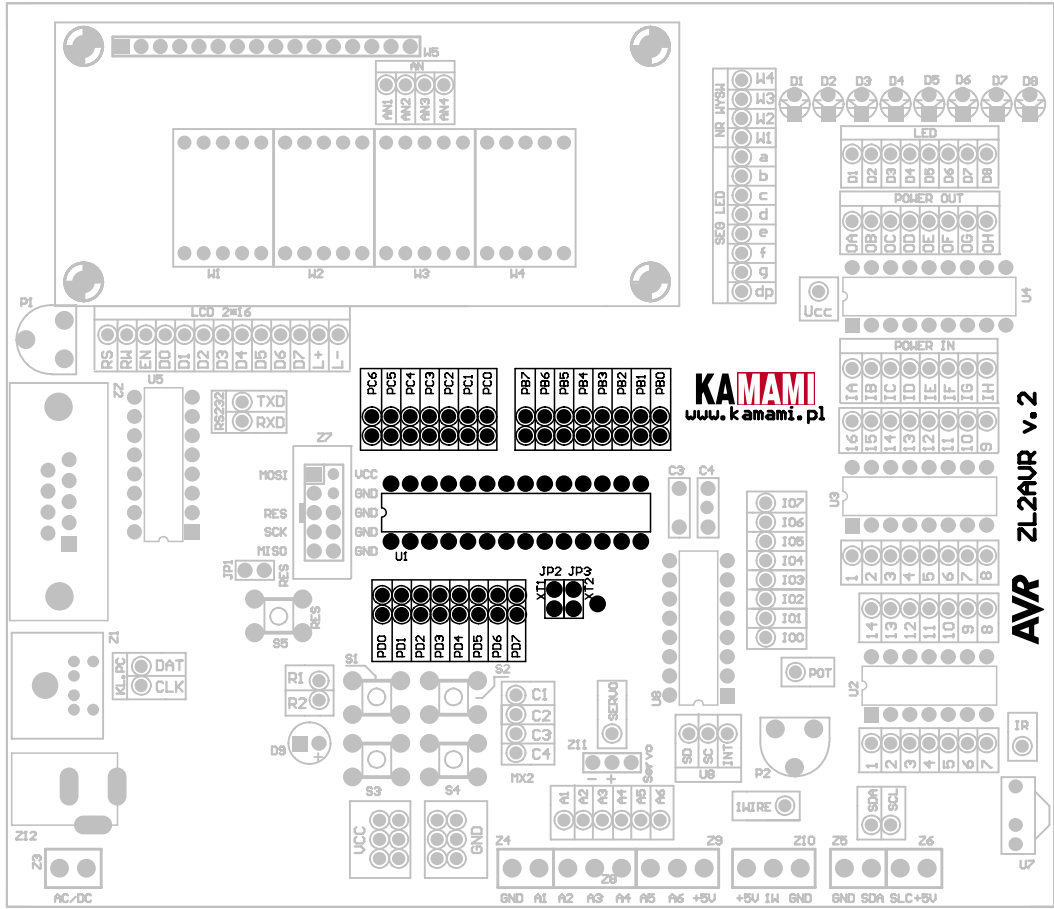 W5
AN
AN1 AN2 AN3 AN4
W1 W2 W3 W4
NR WYSW
W4
W3
W2
W1
SEG LED
a
b
c
d
e
f
g
dp
D1 D2 D3 D4 D5 D6 D7 D8
LED
D1 D2 D3 D4 D5 D6 D7 D8
POWER OUT
OA OB OC OD OE OF OG OH
Ucc
U4
P1
LCD 2*16
RS RW EN D0 D1 D2 D3 D4 D5 D6 D7 L+ L-
POWER IN
IA IB IC ID IE IF IG IH
Z2
U5
RS232
TXD
RXD
PC6 PC5 PC4 PC3 PC2 PC1 PC0
PB7 PB6 PB5 PB4 PB3 PB2 PB1 PB0
KAMAMI
www.kamami.pl
16 15 14 13 12 11 10 9
Z7
MOSI VCC
GND
RES GND
SCK GND
MISO GND
U1
C3 C4
U3
IO7
IO6
IO5
IO4
IO3
IO2
IO1
IO0
1 2 3 4 5 6 7 8
AVR ZL2AVR v.2
JP1
RES
RES
S5
JP2 JP3
XT1 XT2
PD0 PD1 PD2 PD3 PD4 PD5 PD6 PD7
14 13 12 11 10 9 8
Z1
KL.PC
DAT
CLK
R1
R2
S1 S2
C1
C2
C3
C4
MX2
SERVO
U8
POT
U2
D9
+
S3 S4
Z11
- +
Servo
SD SC INT
U8
P2
1 2 3 4 5 6 7
IR
Z12
VCC GND
A1 A2 A3 A4 A5 A6
1WIRE
SDA SCL
U7
Z3
AC/DC
Z4 Z8 Z9
GND A1 A2 A3 A4 A5 A6 +5V
Z10
+5V 1W GND
Z5 Z6
GND SDA SLC+5V